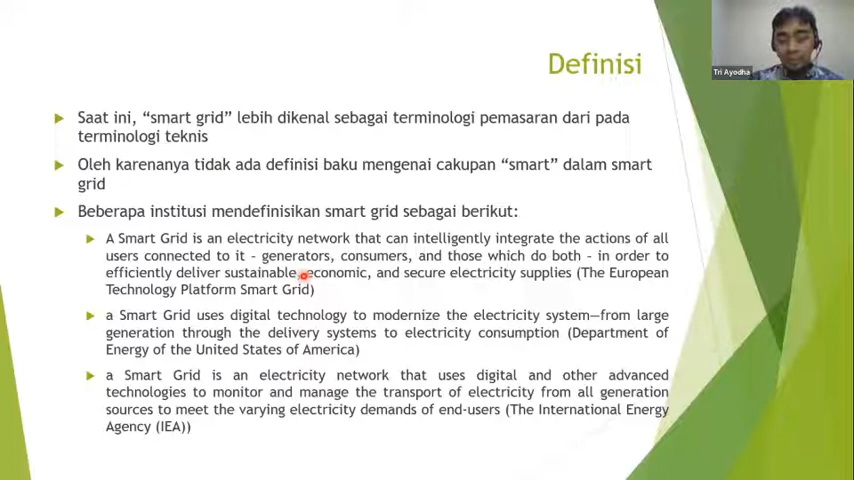 Definisi
Tri Ayodha
Saat ini, “smart grid” lebih dikenal sebagai terminologi pemasaran dari pada
terminologi teknis
Oleh karenanya tidak ada definisi baku mengenai cakupan “smart” dalam smart
grid
Beberapa institusi mendefinisikan smart grid sebagai berikut:
A Smart Grid is an electricity network that can intelligently integrate the actions of all
users connected to it - generators, consumers, and those which do both - in order to
efficiently deliver sustainable, economic, and secure electricity supplies (The European
Technology Platform Smart Grid)
a Smart Grid uses digital technology to modernize the electricity system—from large
generation through the delivery systems to electricity consumption (Department of
Energy of the United States of America)
a Smart Grid is an electricity network that uses digital and other advanced
technologies to monitor and manage the transport of electricity from all generation
sources to meet the varying electricity demands of end-users (The International Energy
Agency (IEA))